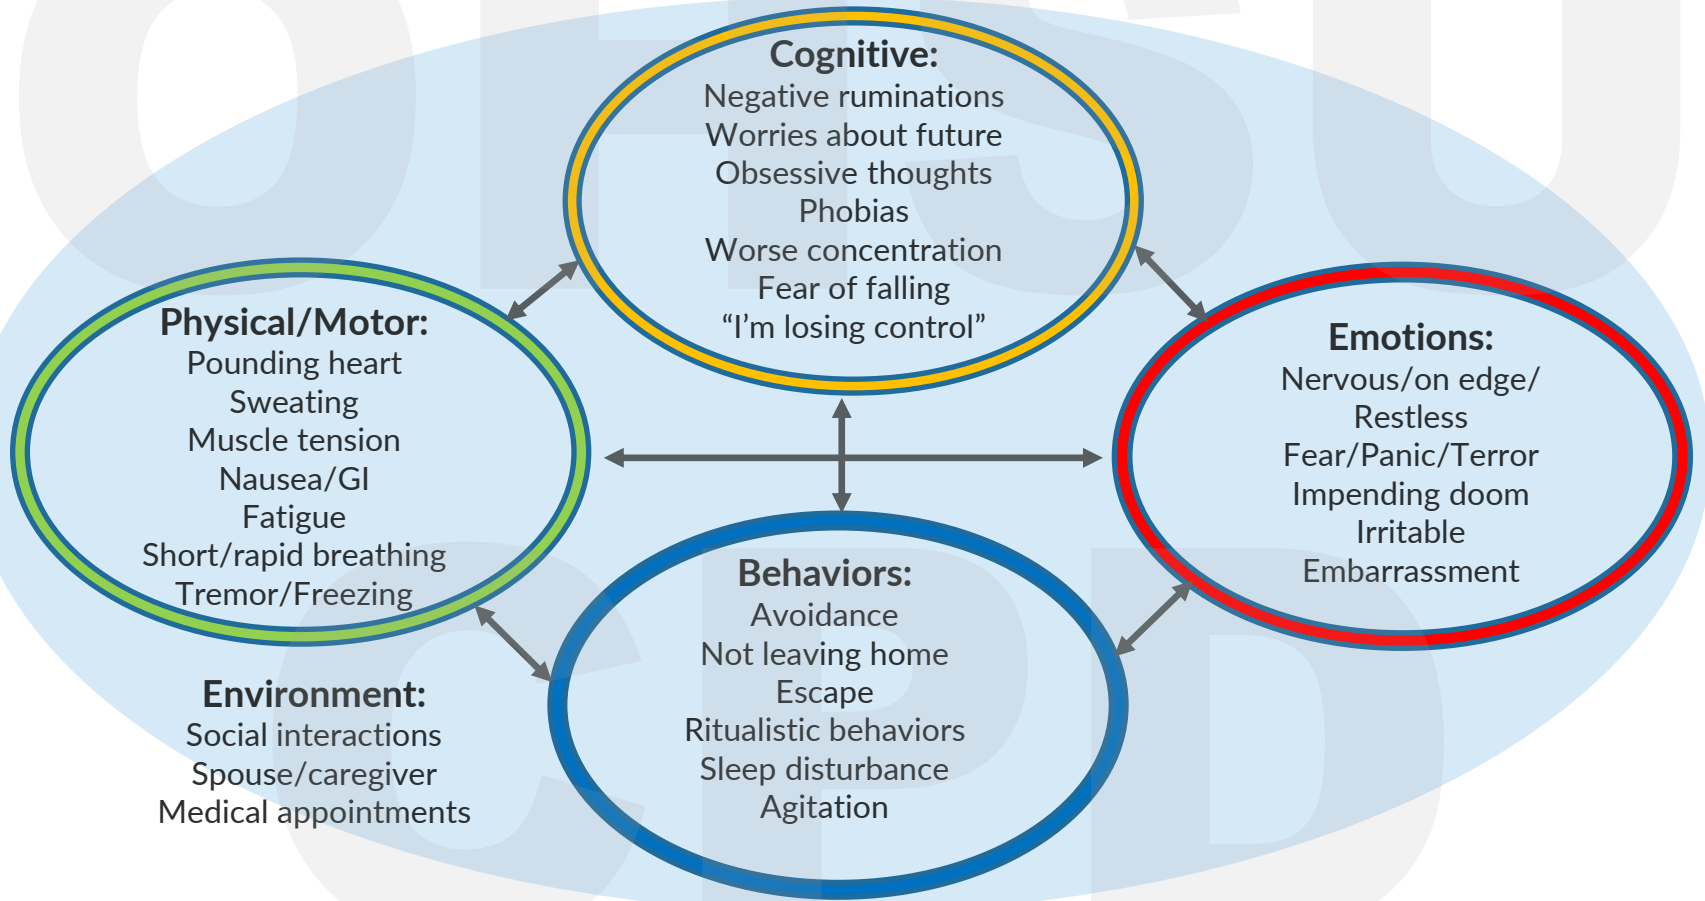 Cognitive:
Negative ruminations
Worries about future
Obsessive thoughts
Phobias
Worse concentration
Fear of falling
“I’m losing control”
Physical/Motor:
Pounding heart
Sweating
Muscle tension
Nausea/GI
Fatigue
Short/rapid breathing
Tremor/Freezing
Emotions:
Nervous/on edge/
Restless
Fear/Panic/Terror
Impending doom
Irritable
Embarrassment
Behaviors:
Avoidance
Not leaving home
Escape
Ritualistic behaviors
Sleep disturbance
Agitation
Environment:
Social interactions
Spouse/caregiver
Medical appointments
OHSU
CPD